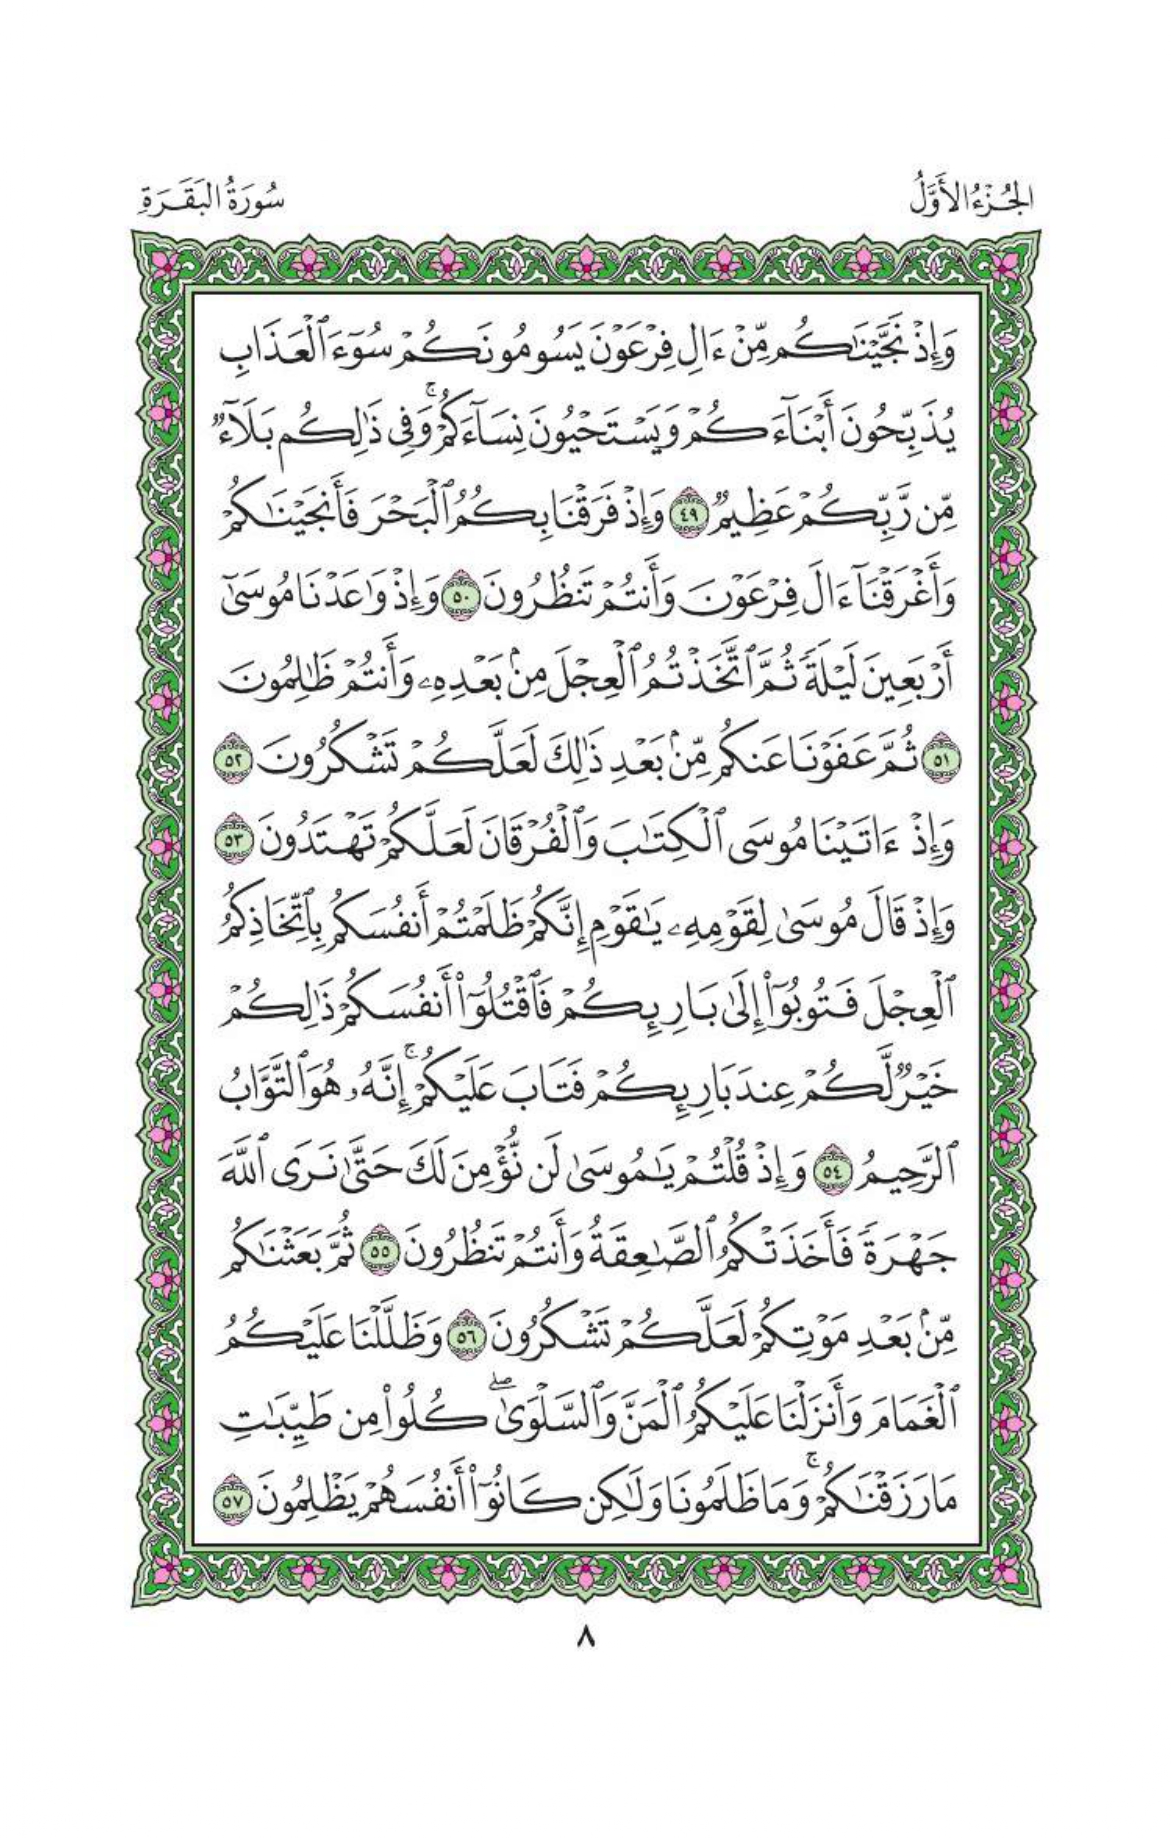 الجُزْءُ الأَوَّلُ
سُورَةُ البَقَرَةِ
وَإِذْ نَجَّيْنَٰكُم مِّنْ ءَالِ فِرْعَوْنَ يَسُومُونَكُمْ سُوٓءَ ٱلْعَذَابِ
يُذَبِّحُونَ أَبْنَآءَكُمْ وَيَسْتَحْيُونَ نِسَآءَكُمْ ۚ وَفِى ذَٰلِكُم بَلَآءٌ
مِّن رَّبِّكُمْ عَظِيمٌ ٤٩ وَإِذْ فَرَقْنَا بِكُمُ ٱلْبَحْرَ فَأَنجَيْنَٰكُمْ
وَأَغْرَقْنَآ ءَالَ فِرْعَوْنَ وَأَنتُمْ تَنظُرُونَ ٥٠ وَإِذْ وَٰعَدْنَا مُوسَىٰٓ
أَرْبَعِينَ لَيْلَةً ثُمَّ ٱتَّخَذْتُمُ ٱلْعِجْلَ مِنۢ بَعْدِهِۦ وَأَنتُمْ ظَٰلِمُونَ
٥١ ثُمَّ عَفَوْنَا عَنكُم مِّنۢ بَعْدِ ذَٰلِكَ لَعَلَّكُمْ تَشْكُرُونَ ٥٢
وَإِذْ ءَاتَيْنَا مُوسَى ٱلْكِتَٰبَ وَٱلْفُرْقَانَ لَعَلَّكُمْ تَهْتَدُونَ ٥٣
وَإِذْ قَالَ مُوسَىٰ لِقَوْمِهِۦ يَٰقَوْمِ إِنَّكُمْ ظَلَمْتُمْ أَنفُسَكُم بِٱتِّخَاذِكُمُ
ٱلْعِجْلَ فَتُوبُوٓا۟ إِلَىٰ بَارِئِكُمْ فَٱقْتُلُوٓا۟ أَنفُسَكُمْ ذَٰلِكُمْ
خَيْرٌ لَّكُمْ عِندَ بَارِئِكُمْ فَتَابَ عَلَيْكُمْ ۚ إِنَّهُۥ هُوَ ٱلتَّوَّابُ
ٱلرَّحِيمُ ٥٤ وَإِذْ قُلْتُمْ يَٰمُوسَىٰ لَن نُّؤْمِنَ لَكَ حَتَّىٰ نَرَى ٱللَّهَ
جَهْرَةً فَأَخَذَتْكُمُ ٱلصَّٰعِقَةُ وَأَنتُمْ تَنظُرُونَ ٥٥ ثُمَّ بَعَثْنَٰكُم
مِّنۢ بَعْدِ مَوْتِكُمْ لَعَلَّكُمْ تَشْكُرُونَ ٥٦ وَظَلَّلْنَا عَلَيْكُمُ
ٱلْغَمَامَ وَأَنزَلْنَا عَلَيْكُمُ ٱلْمَنَّ وَٱلسَّلْوَىٰ ۖ كُلُوا۟ مِن طَيِّبَٰتِ
مَا رَزَقْنَٰكُمْ ۚ وَمَا ظَلَمُونَا وَلَٰكِن كَانُوٓا۟ أَنفُسَهُمْ يَظْلِمُونَ ٥٧
٨